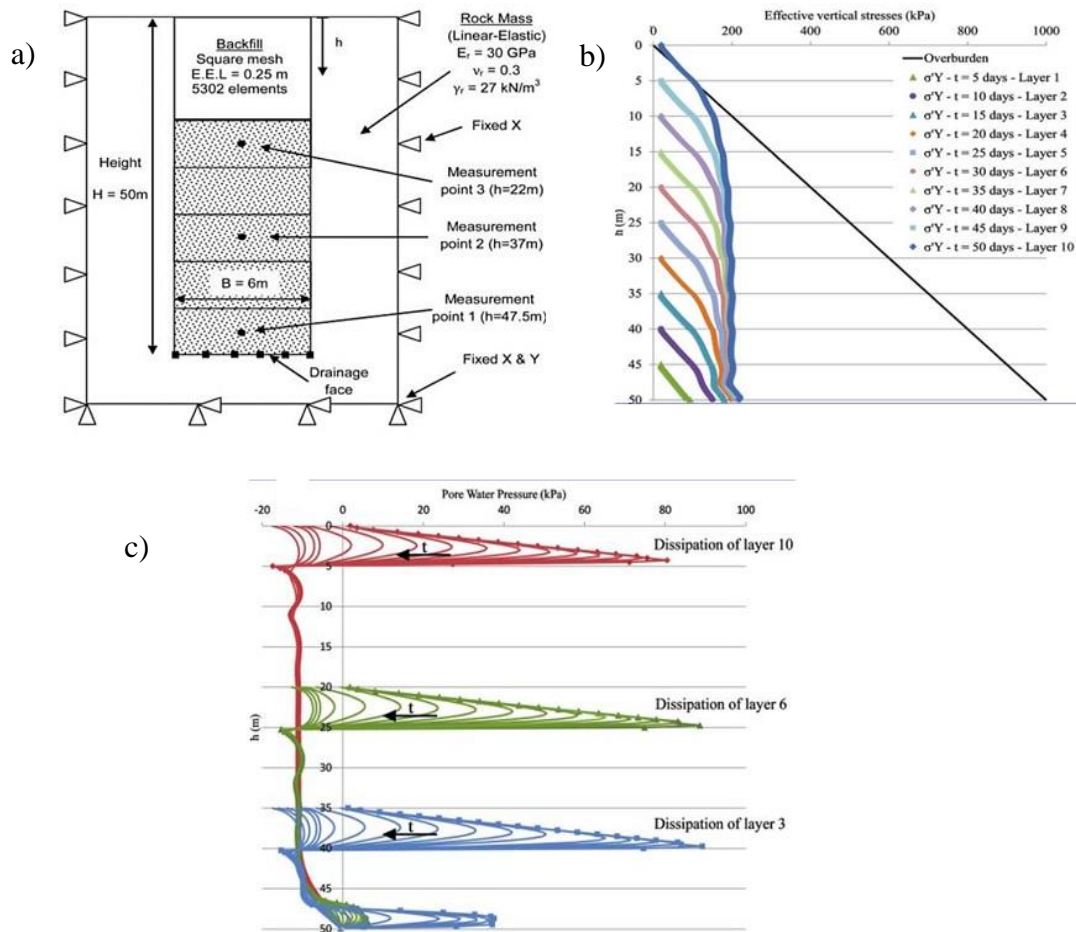 a)
Backfill
Square mesh
E.E.L = 0.25 m
5302 elements
h
Rock Mass
(Linear-Elastic)
Er = 30 GPa
νr = 0.3
γr = 27 kN/m³
Fixed X
Height
H = 50m
Measurement
point 3 (h=22m)
Measurement
point 2 (h=37m)
B = 6m
Measurement
point 1 (h=47.5m)
Drainage
face
Fixed X & Y
b)
Effective vertical stresses (kPa)
0 200 400 600 800 1000
0
5
10
15
20
25
30
35
40
45
50
h (m)
Overburden
σ'Y - t = 5 days - Layer 1
σ'Y - t = 10 days - Layer 2
σ'Y - t = 15 days - Layer 3
σ'Y - t = 20 days - Layer 4
σ'Y - t = 25 days - Layer 5
σ'Y - t = 30 days - Layer 6
σ'Y - t = 35 days - Layer 7
σ'Y - t = 40 days - Layer 8
σ'Y - t = 45 days - Layer 9
σ'Y - t = 50 days - Layer 10
c)
Pore Water Pressure (kPa)
-20 0 20 40 60 80 100
0
5
10
15
20
25
30
35
40
45
50
h (m)
Dissipation of layer 10
t
Dissipation of layer 6
t
Dissipation of layer 3
t